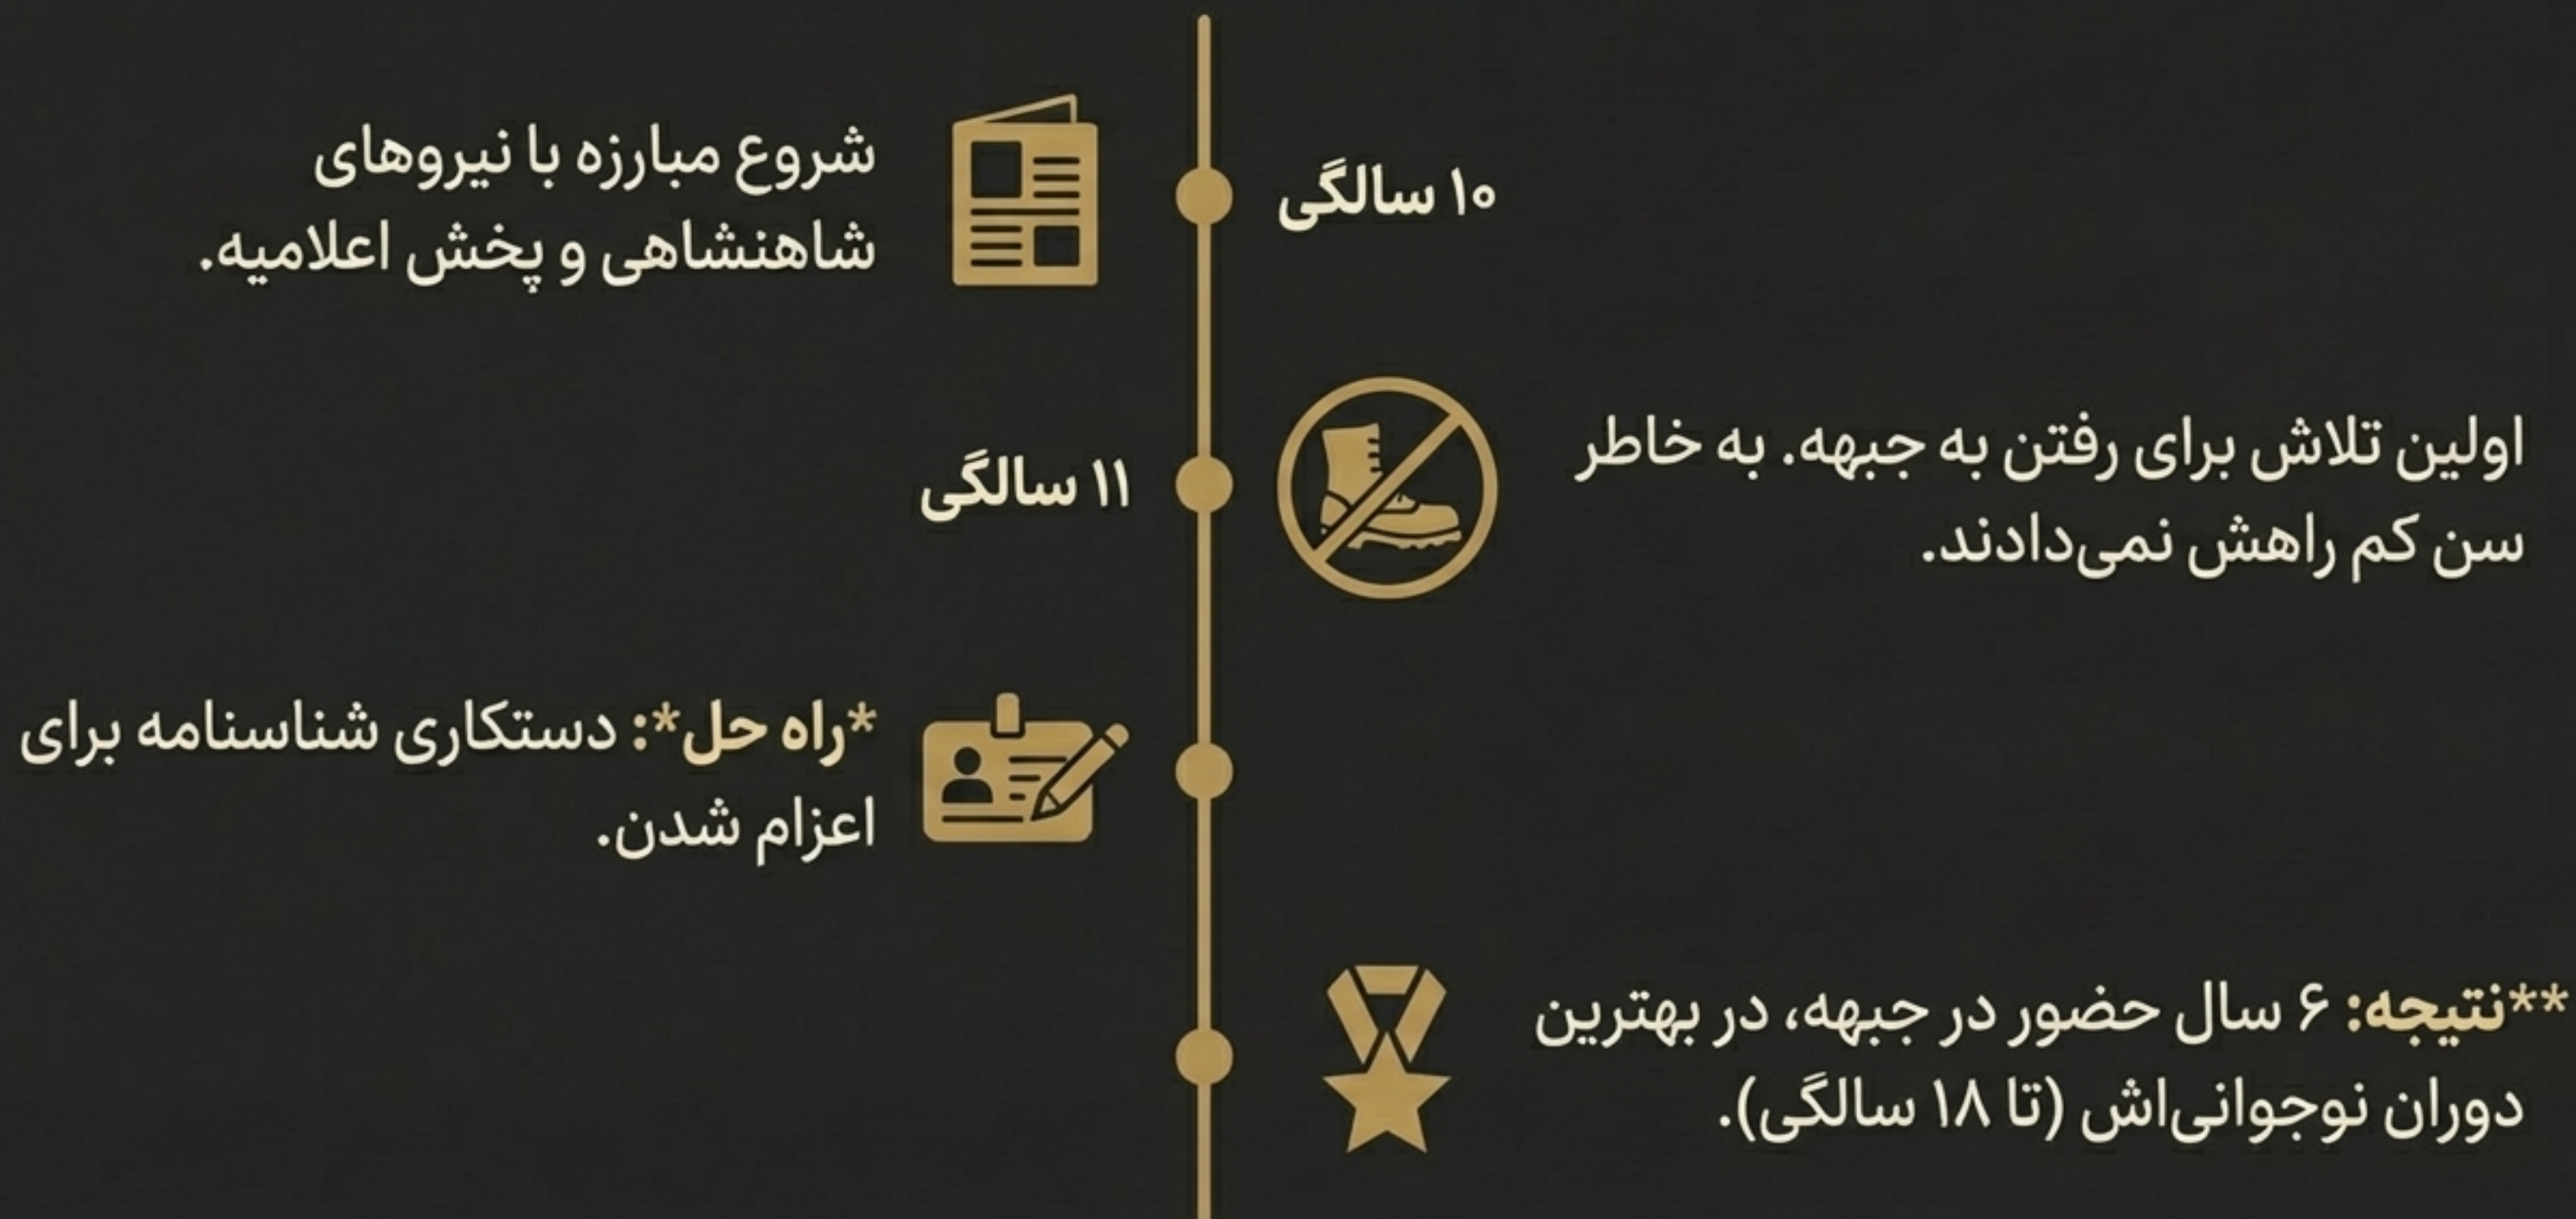 ۱۰ سالگی
شروع مبارزه با نیروهای
شاهنشاهی و پخش اعلامیه.
۱۱ سالگی
اولین تلاش برای رفتن به جبهه. به خاطر
سن کم راهش نمی‌دادند.
*راه حل*: دستکاری شناسنامه برای
اعزام شدن.
**نتیجه: ۶ سال حضور در جبهه، در بهترین
دوران نوجوانی‌اش (تا ۱۸ سالگی).